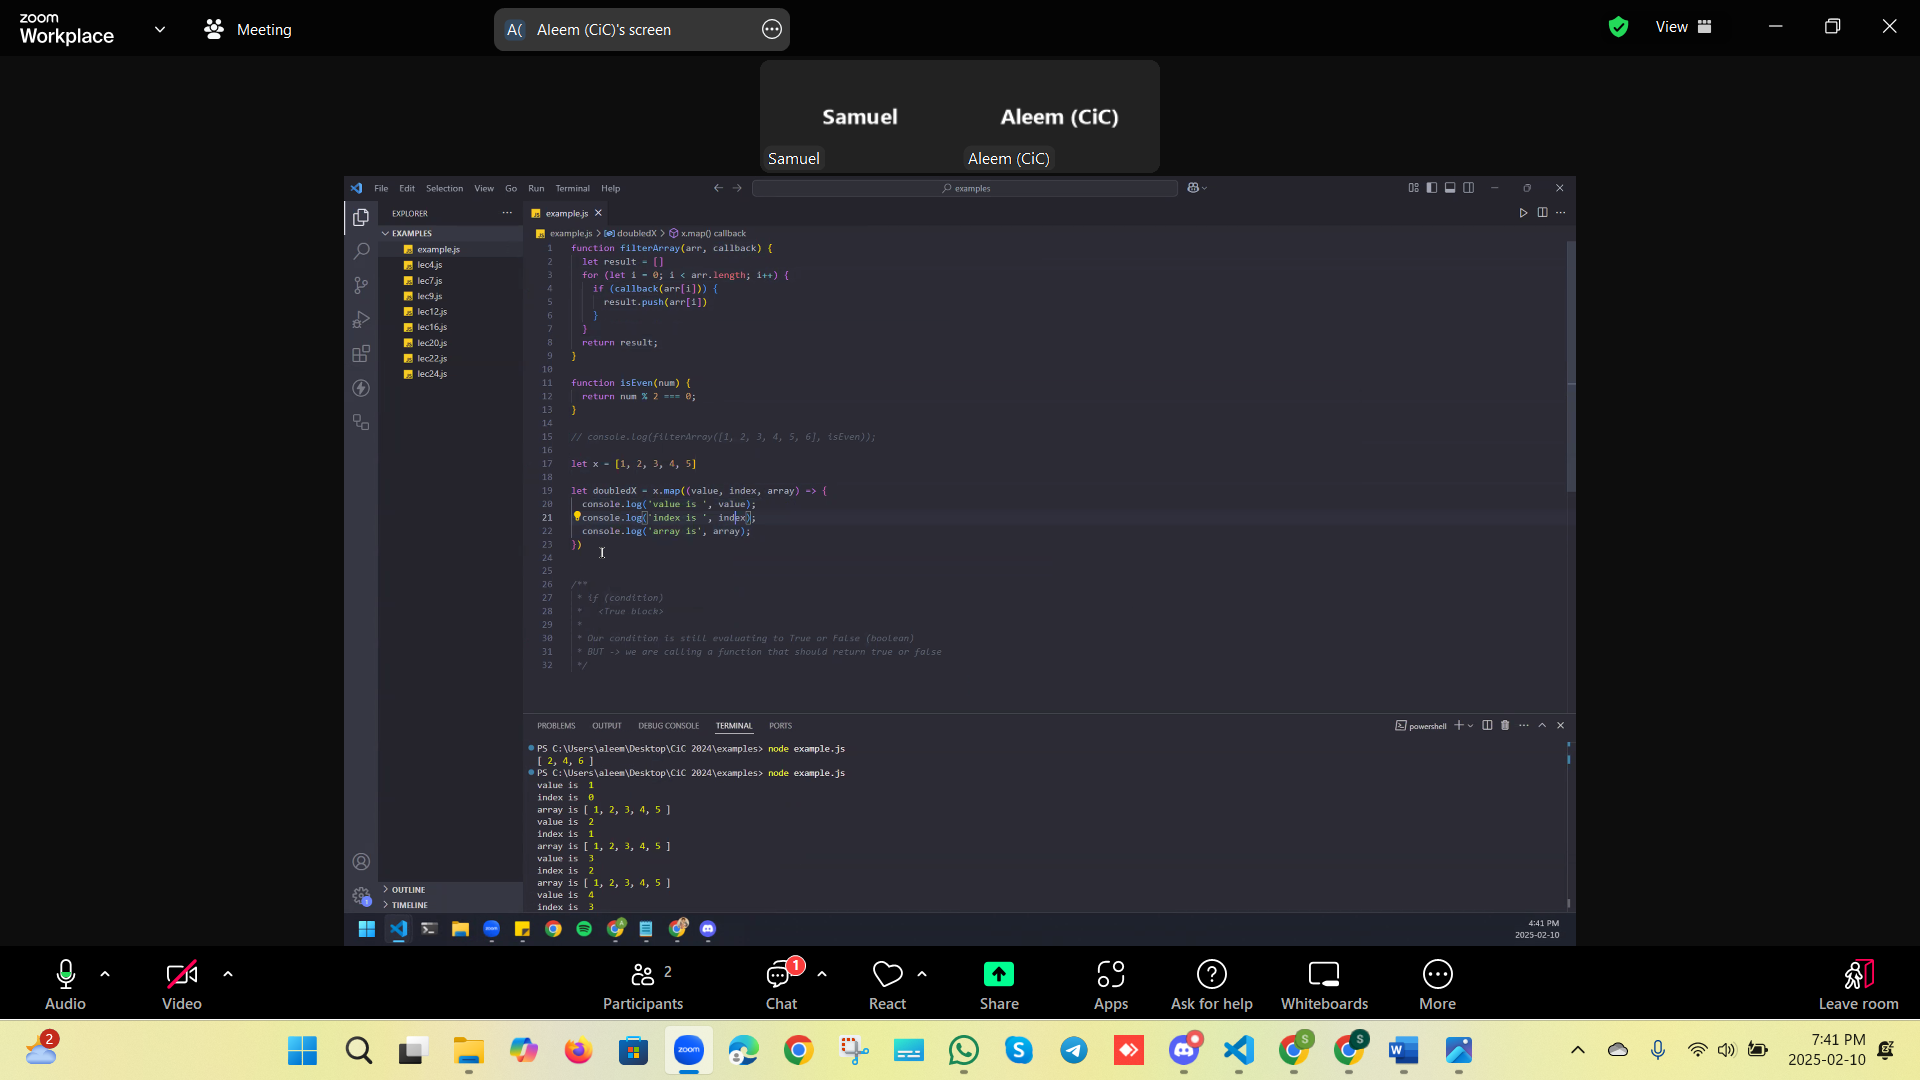 zoom
Workplace
Meeting
A( Aleem (CiC)'s screen
View
Samuel
Aleem (CiC)
Samuel
Aleem (CiC)
File Edit Selection View Go Run Terminal Help
examples
EXPLORER
example.js
EXAMPLES
example.js > doubledX > x.map() callback
example.js
lec4.js
lec7.js
lec9.js
lec12.js
lec16.js
lec20.js
lec22.js
lec24.js
1 function filterArray(arr, callback) {
2 let result = []
3 for (let i = 0; i < arr.length; i++) {
4 if (callback(arr[i])) {
5 result.push(arr[i])
6 }
7 }
8 return result;
9 }
10
11 function isEven(num) {
12 return num % 2 === 0;
13 }
14
15 // console.log(filterArray([1, 2, 3, 4, 5, 6], isEven));
16
17 let x = [1, 2, 3, 4, 5]
18
19 let doubledX = x.map((value, index, array) => {
20 console.log('value is ', value);
21 console.log('index is ', index);
22 console.log('array is', array);
23 })
24
25
26 /**
27 * if (condition)
28 * <True block>
29 *
30 * Our condition is still evaluating to True or False (boolean)
31 * BUT -> we are calling a function that should return true or false
32 */
PROBLEMS OUTPUT DEBUG CONSOLE TERMINAL PORTS
powershell
PS C:\Users\aleem\Desktop\CiC 2024\examples> node example.js
[ 2, 4, 6 ]
PS C:\Users\aleem\Desktop\CiC 2024\examples> node example.js
value is 1
index is 0
array is [ 1, 2, 3, 4, 5 ]
value is 2
index is 1
array is [ 1, 2, 3, 4, 5 ]
value is 3
index is 2
array is [ 1, 2, 3, 4, 5 ]
value is 4
index is 3
OUTLINE
TIMELINE
4:41 PM
2025-02-10
Audio
Video
Participants 2
Chat 1
React
Share
Apps
Ask for help
Whiteboards
More
Leave room
2
zoom
7:41 PM
2025-02-10